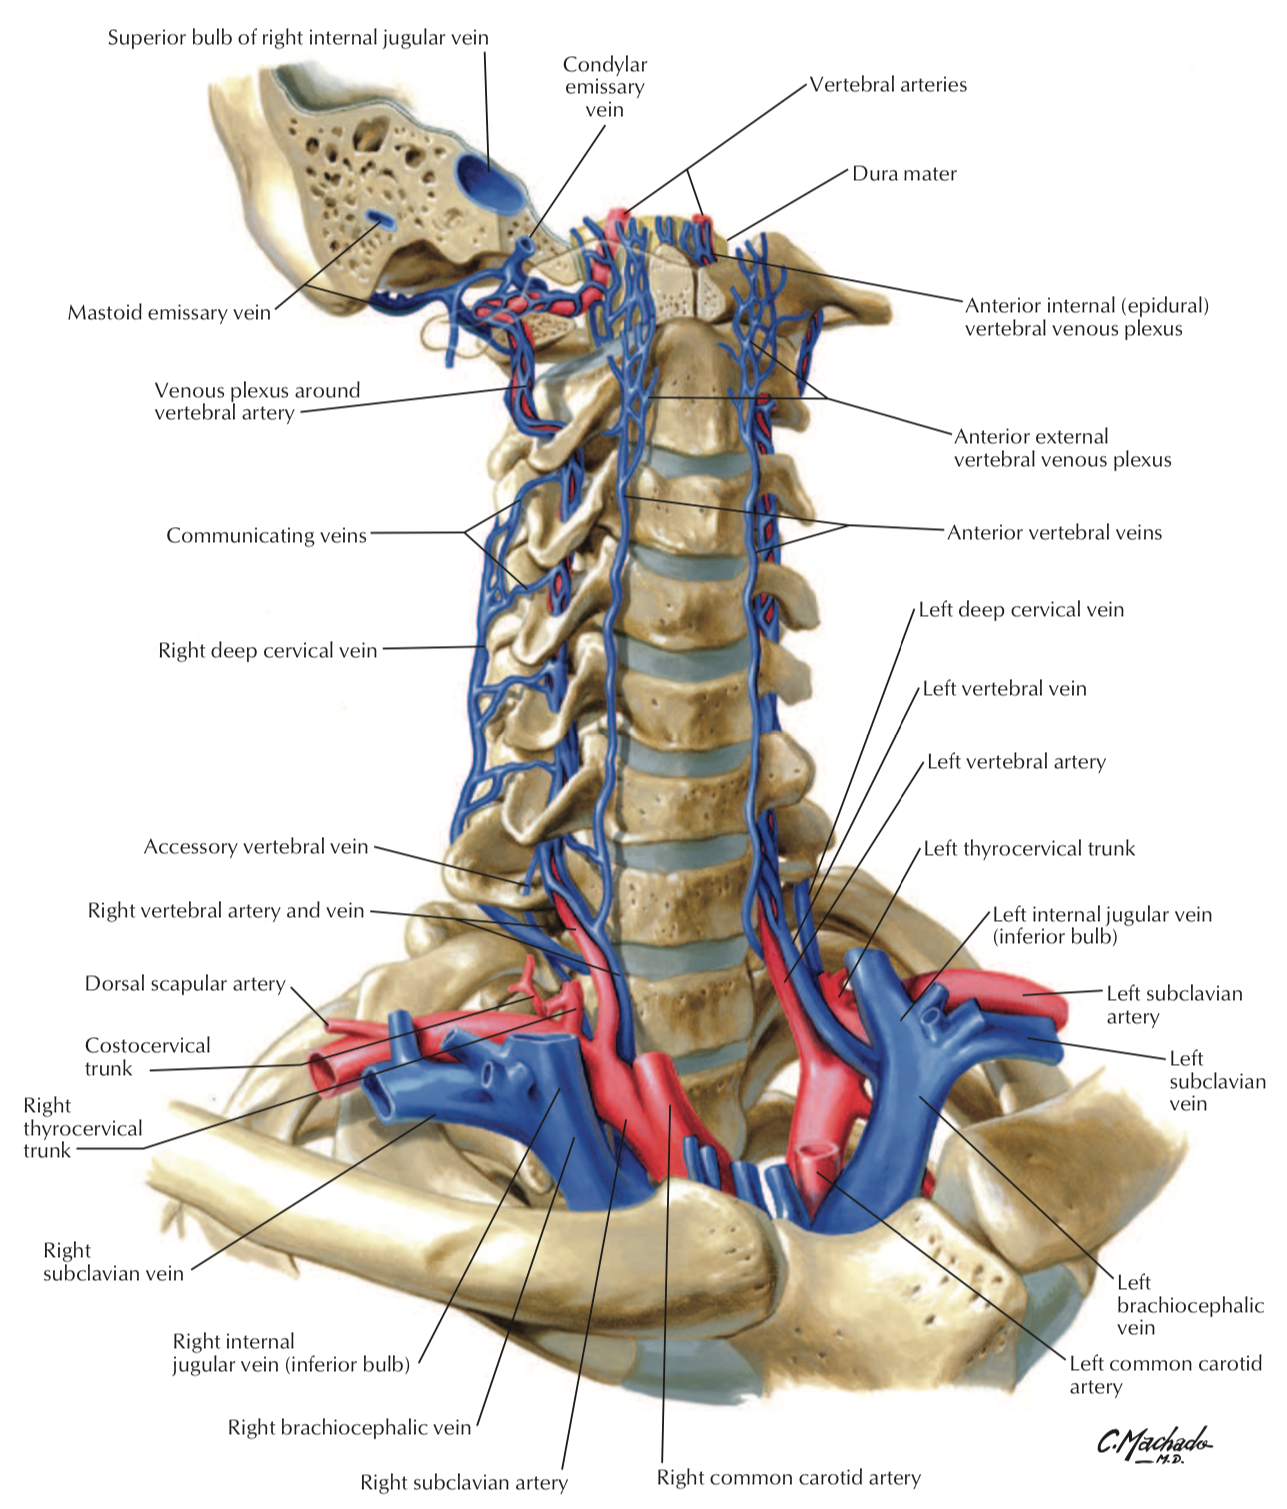 Superior bulb of right internal jugular vein
Condylar
emissary
vein
Vertebral arteries
Dura mater
Mastoid emissary vein
Anterior internal (epidural)
vertebral venous plexus
Venous plexus around
vertebral artery
Anterior external
vertebral venous plexus
Communicating veins
Anterior vertebral veins
Left deep cervical vein
Right deep cervical vein
Left vertebral vein
Left vertebral artery
Accessory vertebral vein
Left thyrocervical trunk
Right vertebral artery and vein
Left internal jugular vein
(inferior bulb)
Dorsal scapular artery
Left subclavian
artery
Costocervical
trunk
Left
subclavian
vein
Right
thyrocervical
trunk
Right
subclavian vein
Left
brachiocephalic
vein
Right internal
jugular vein (inferior bulb)
Left common carotid
artery
Right brachiocephalic vein
C.Machado
M.D.
Right subclavian artery
Right common carotid artery